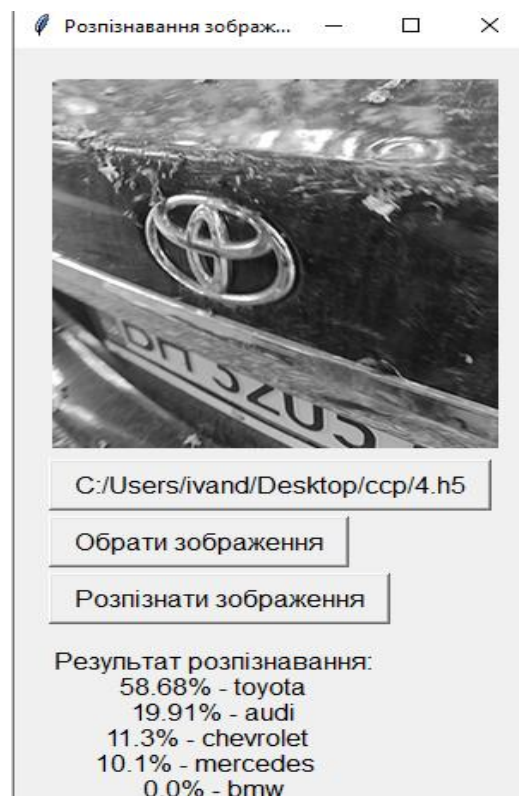 Розпізнавання зображ...
C:/Users/ivand/Desktop/ccp/4.h5
Обрати зображення
Розпізнати зображення
Результат розпізнавання:
58.68% - toyota
19.91% - audi
11.3% - chevrolet
10.1% - mercedes
0.0% - bmw